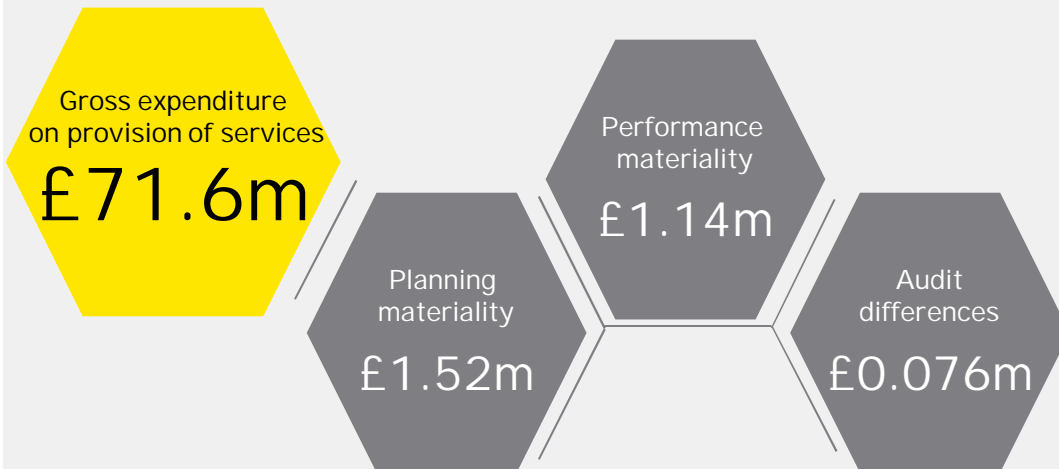 Gross expenditure
on provision of services
£71.6m
Planning
materiality
£1.52m
Performance
materiality
£1.14m
Audit
differences
£0.076m